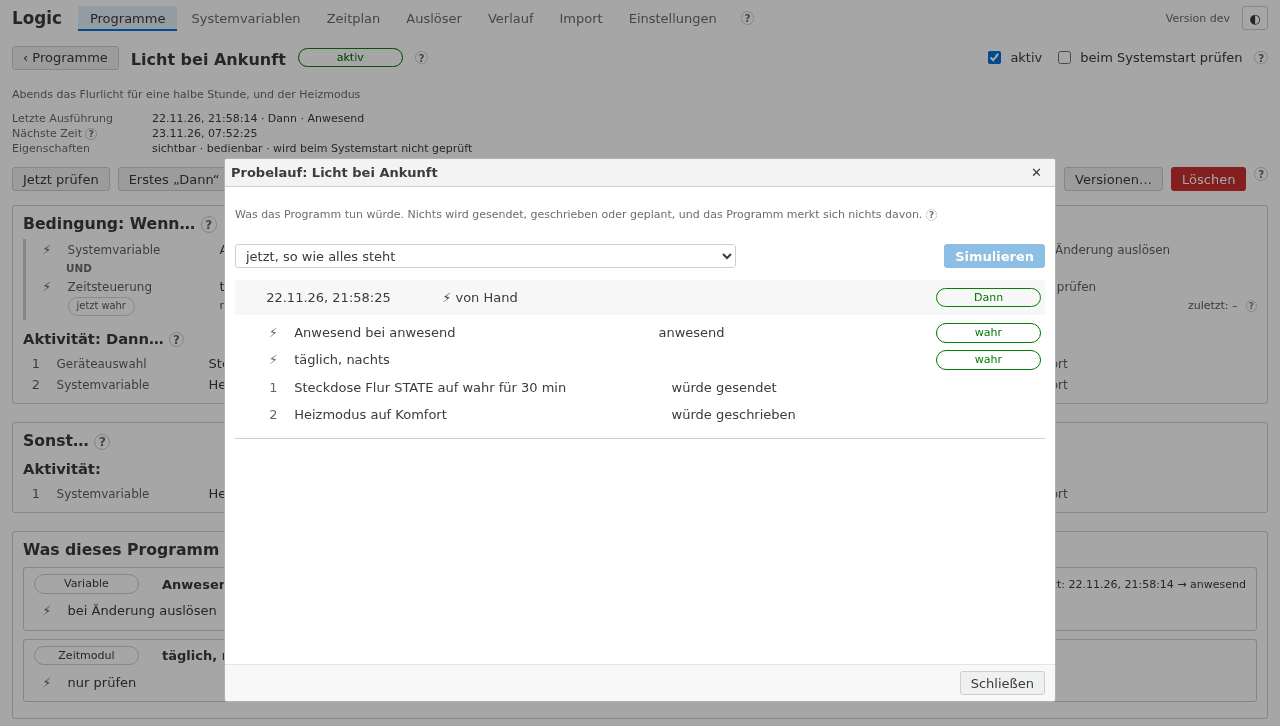 Logic Programme Systemvariablen Zeitplan Auslöser Verlauf Import Einstellungen ? Version dev
‹ Programme Licht bei Ankunft aktiv ? aktiv beim Systemstart prüfen ?
Abends das Flurlicht für eine halbe Stunde, und der Heizmodus
Letzte Ausführung 22.11.26, 21:58:14 · Dann · Anwesend
Nächste Zeit ? 23.11.26, 07:52:25
Eigenschaften sichtbar · bedienbar · wird beim Systemstart nicht geprüft
Jetzt prüfen Erstes „Dann“ Versionen… Löschen ?
Probelauf: Licht bei Ankunft ✕
Was das Programm tun würde. Nichts wird gesendet, geschrieben oder geplant, und das Programm merkt sich nichts davon. ?
jetzt, so wie alles steht Simulieren
22.11.26, 21:58:25 ⚡ von Hand Dann
⚡ Anwesend bei anwesend anwesend wahr
⚡ täglich, nachts wahr
1 Steckdose Flur STATE auf wahr für 30 min würde gesendet
2 Heizmodus auf Komfort würde geschrieben
Schließen
Bedingung: Wenn… ?
⚡ Systemvariable Änderung auslösen
UND
⚡ Zeitsteuerung prüfen
jetzt wahr zuletzt: – ?
Aktivität: Dann… ?
1 Geräteauswahl
2 Systemvariable
Sonst… ?
Aktivität:
1 Systemvariable
Was dieses Programm
Variable 22.11.26, 21:58:14 → anwesend
⚡ bei Änderung auslösen
Zeitmodul täglich,
⚡ nur prüfen